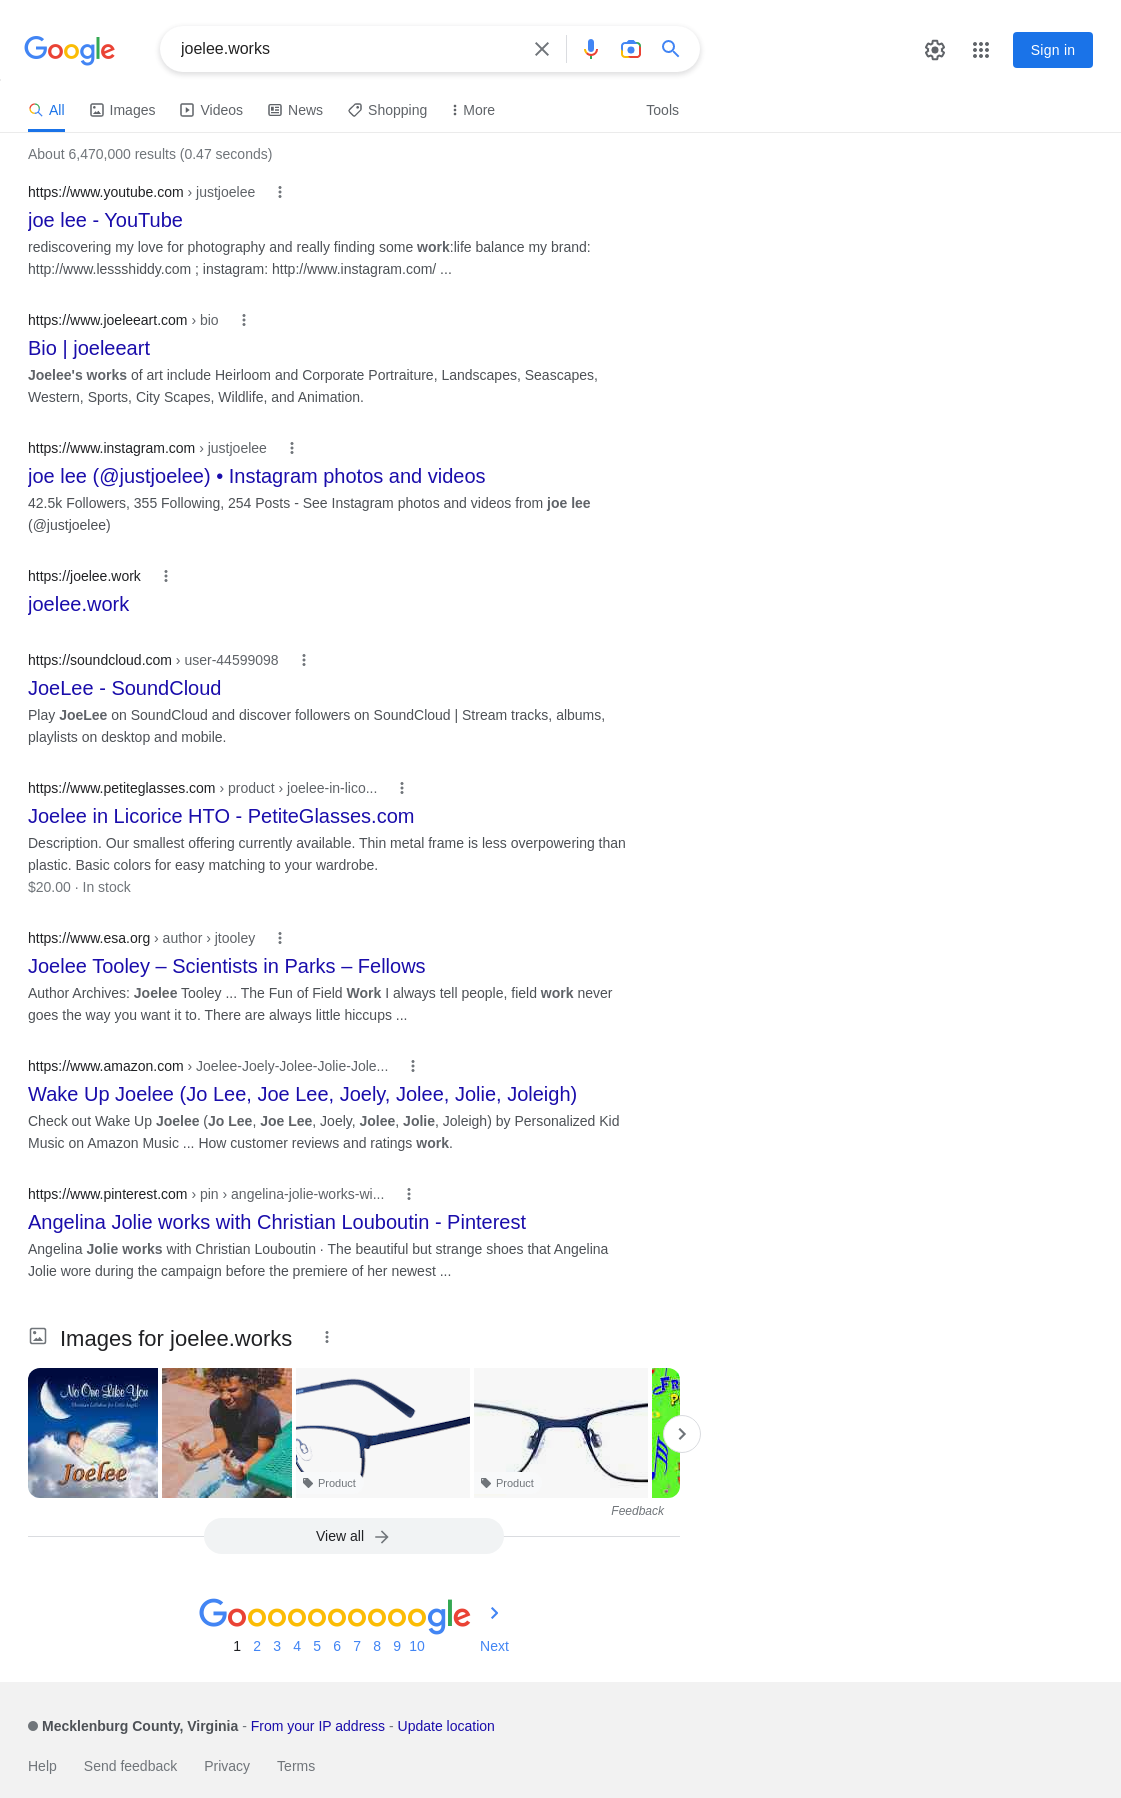 Google
joelee.works
Sign in
All
Images
Videos
News
Shopping
More
Tools
About 6,470,000 results (0.47 seconds)
https://www.youtube.com › justjoelee
joe lee - YouTube
rediscovering my love for photography and really finding some work:life balance my brand:
http://www.lessshiddy.com ; instagram: http://www.instagram.com/ ...
https://www.joeleeart.com › bio
Bio | joeleeart
Joelee's works of art include Heirloom and Corporate Portraiture, Landscapes, Seascapes,
Western, Sports, City Scapes, Wildlife, and Animation.
https://www.instagram.com › justjoelee
joe lee (@justjoelee) • Instagram photos and videos
42.5k Followers, 355 Following, 254 Posts - See Instagram photos and videos from joe lee
(@justjoelee)
https://joelee.work
joelee.work
https://soundcloud.com › user-44599098
JoeLee - SoundCloud
Play JoeLee on SoundCloud and discover followers on SoundCloud | Stream tracks, albums,
playlists on desktop and mobile.
https://www.petiteglasses.com › product › joelee-in-lico...
Joelee in Licorice HTO - PetiteGlasses.com
Description. Our smallest offering currently available. Thin metal frame is less overpowering than
plastic. Basic colors for easy matching to your wardrobe.
$20.00 · In stock
https://www.esa.org › author › jtooley
Joelee Tooley – Scientists in Parks – Fellows
Author Archives: Joelee Tooley ... The Fun of Field Work I always tell people, field work never
goes the way you want it to. There are always little hiccups ...
https://www.amazon.com › Joelee-Joely-Jolee-Jolie-Jole...
Wake Up Joelee (Jo Lee, Joe Lee, Joely, Jolee, Jolie, Joleigh)
Check out Wake Up Joelee (Jo Lee, Joe Lee, Joely, Jolee, Jolie, Joleigh) by Personalized Kid
Music on Amazon Music ... How customer reviews and ratings work.
https://www.pinterest.com › pin › angelina-jolie-works-wi...
Angelina Jolie works with Christian Louboutin - Pinterest
Angelina Jolie works with Christian Louboutin · The beautiful but strange shoes that Angelina
Jolie wore during the campaign before the premiere of her newest ...
Images for joelee.works
No One Like You
Christian Lullabies for Little Angels
Joelee
Product
Product
Feedback
View all
Goooooooooogle
1 2 3 4 5 6 7 8 9 10 Next
Mecklenburg County, Virginia - From your IP address - Update location
Help
Send feedback
Privacy
Terms